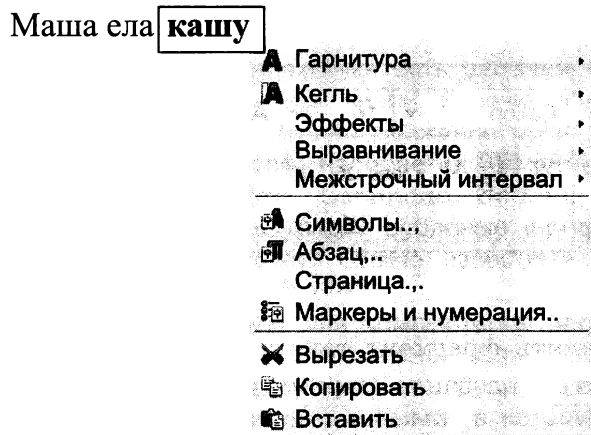 Маша ела кашу
Гарнитура
Кегль
Эффекты
Выравнивание
Межстрочный интервал
Символы..,
Абзац,..
Страница.,.
Маркеры и нумерация..
Вырезать
Копировать
Вставить